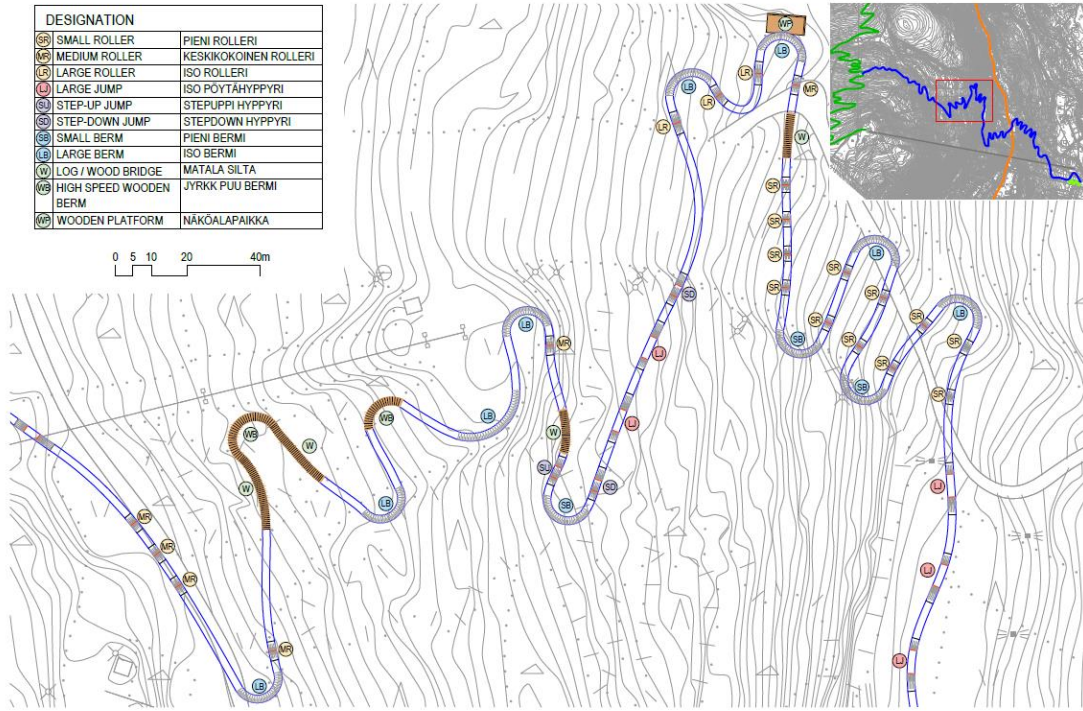 DESIGNATION
SR SMALL ROLLER PIENI ROLLERI
MR MEDIUM ROLLER KESKIKOKOINEN ROLLERI
LR LARGE ROLLER ISO ROLLERI
LJ LARGE JUMP ISO PÖYTÄHYPPYRI
SU STEP-UP JUMP STEPUPPI HYPPYRI
SD STEP-DOWN JUMP STEPDOWN HYPPYRI
SB SMALL BERM PIENI BERMI
LB LARGE BERM ISO BERMI
W LOG / WOOD BRIDGE MATALA SILTA
WB HIGH SPEED WOODEN BERM JYRKK PUU BERMI
WP WOODEN PLATFORM NÄKÖALAPAIKKA
0 5 10 20 40m
WP
LB
LR
LB
MR
LR
LR
W
SR
SR
SR
LB
SR
SR
SR
SD
SR
LB
SR
SR
LB
SB
SR
SR
MR
LJ
SR
SB
SR
LB
WB
LJ
WB
W
W
SU
LJ
SD
W
LB
SB
MR
MR
LJ
MR
MR
LJ
LB